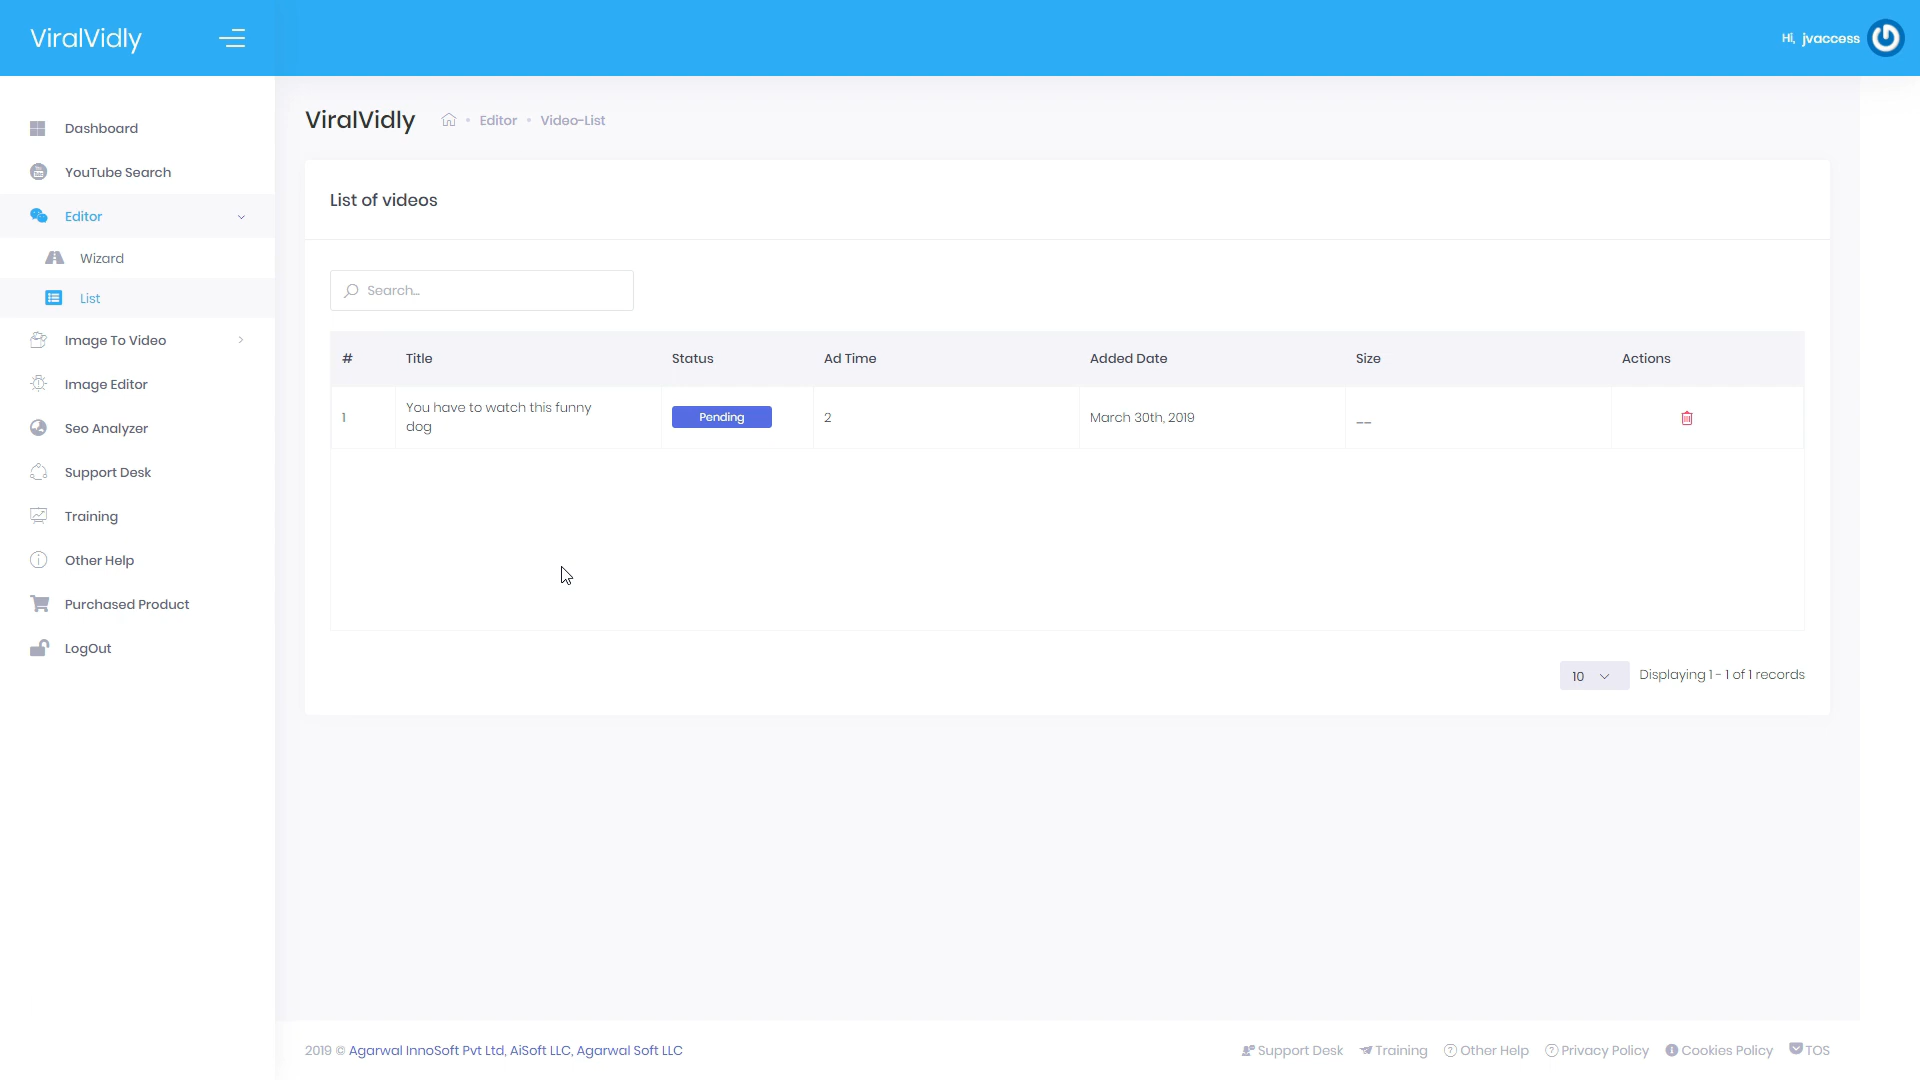 ViralVidly
Hi, jvaccess
Dashboard
YouTube Search
Editor
Wizard
List
Image To Video
Image Editor
Seo Analyzer
Support Desk
Training
Other Help
Purchased Product
LogOut
ViralVidly • Editor • Video-List
List of videos
Search...
# Title Status Ad Time Added Date Size Actions
1 You have to watch this funny Pending 2 March 30th, 2019 __
dog
10 Displaying 1 - 1 of 1 records
2019 © Agarwal InnoSoft Pvt Ltd, AiSoft LLC, Agarwal Soft LLC
Support Desk Training Other Help Privacy Policy Cookies Policy TOS